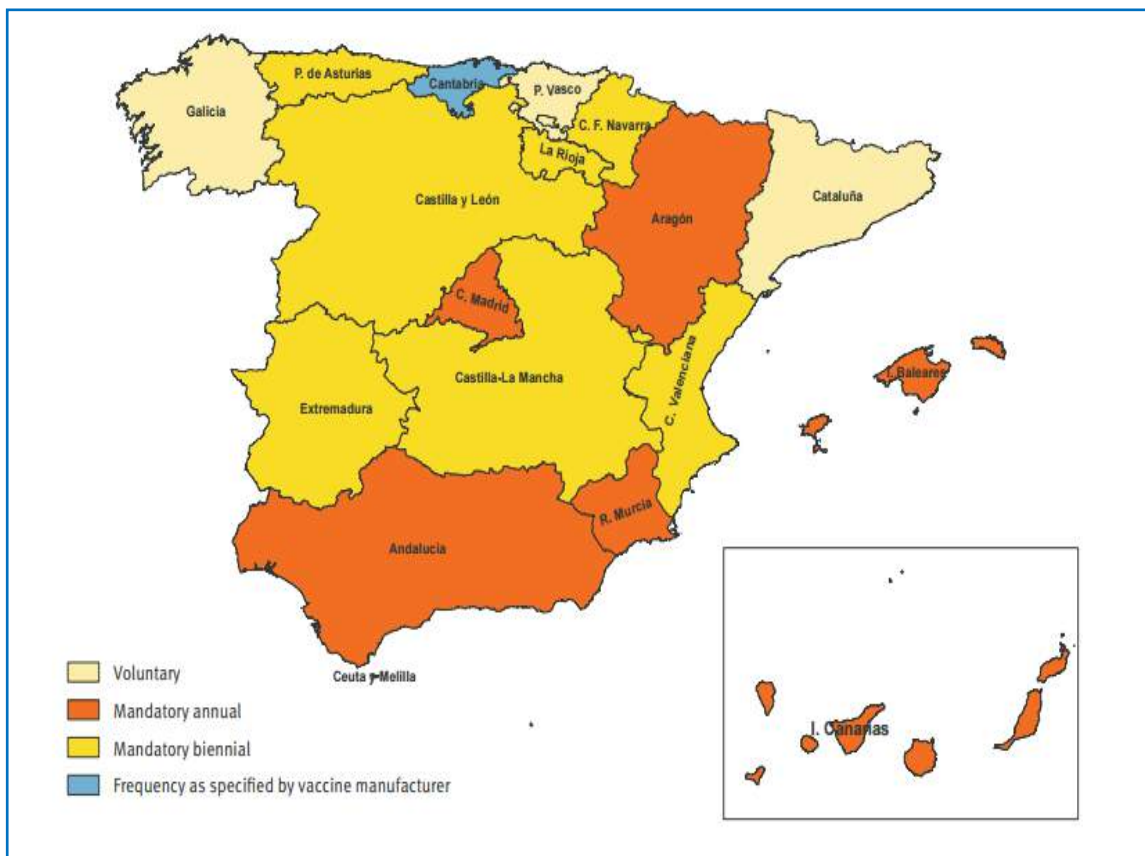 P. de Asturias
Cantabria
P. Vasco
Galicia
C. F. Navarra
La Rioja
Castilla y León
Cataluña
Aragón
C. Madrid
Castilla-La Mancha
C. Valenciana
I. Baleares
Extremadura
R. Murcia
Andalucia
Ceuta y Melilla
I. Canarias
Voluntary
Mandatory annual
Mandatory biennial
Frequency as specified by vaccine manufacturer